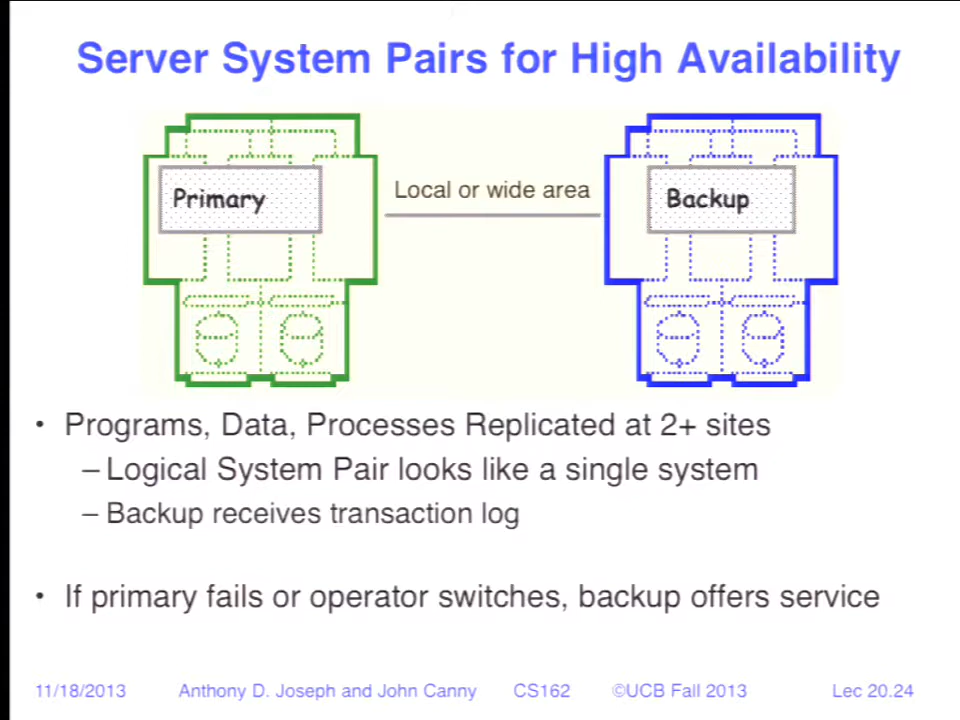 Server System Pairs for High Availability
Primary
Local or wide area
Backup
• Programs, Data, Processes Replicated at 2+ sites
– Logical System Pair looks like a single system
– Backup receives transaction log
• If primary fails or operator switches, backup offers service
11/18/2013 Anthony D. Joseph and John Canny CS162 ©UCB Fall 2013 Lec 20.24